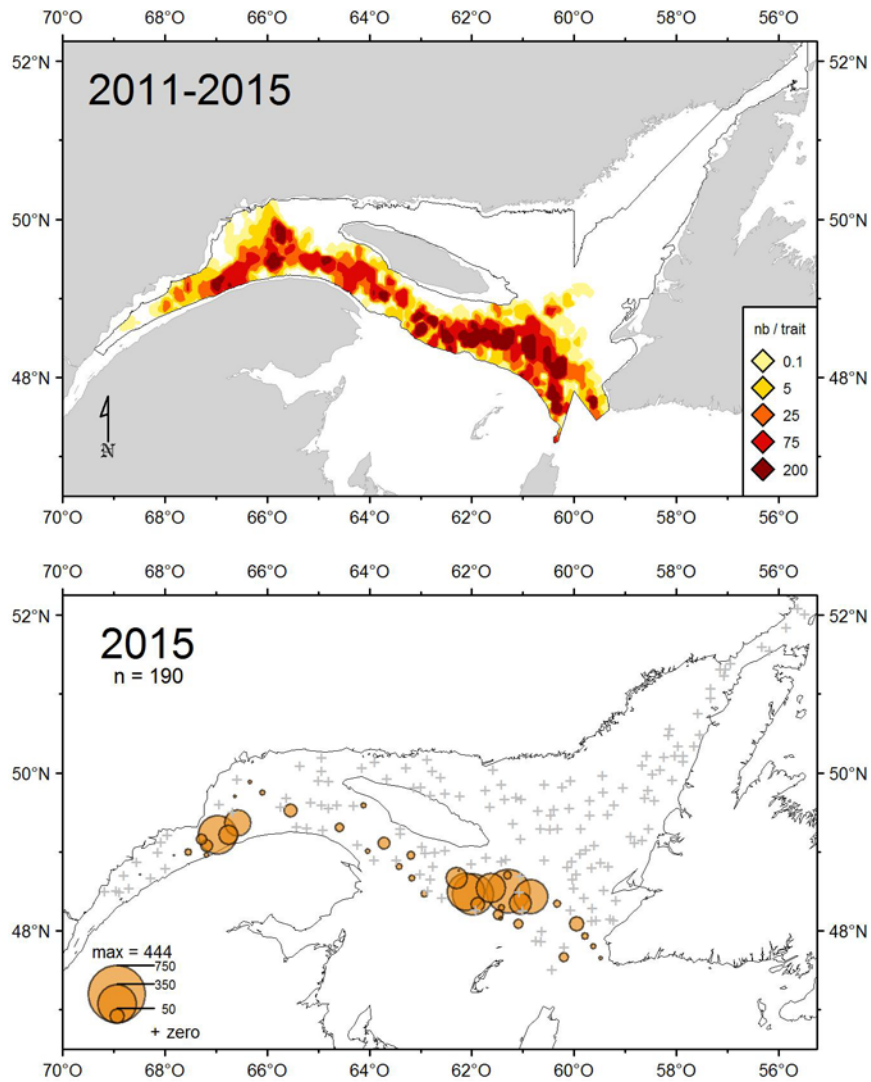 70°O 68°O 66°O 64°O 62°O 60°O 58°O 56°O
52°N 52°N
2011-2015
50°N 50°N
nb / trait
0.1
5
25
75
200
48°N 48°N
N
70°O 68°O 66°O 64°O 62°O 60°O 58°O 56°O
70°O 68°O 66°O 64°O 62°O 60°O 58°O 56°O
52°N 52°N
2015
n = 190
50°N 50°N
48°N 48°N
max = 444
750
350
50
+ zero
70°O 68°O 66°O 64°O 62°O 60°O 58°O 56°O